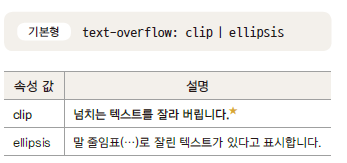 기본형 text-overflow: clip | ellipsis
속성 값 설명
clip 넘치는 텍스트를 잘라 버립니다.★
ellipsis 말 줄임표(…)로 잘린 텍스트가 있다고 표시합니다.